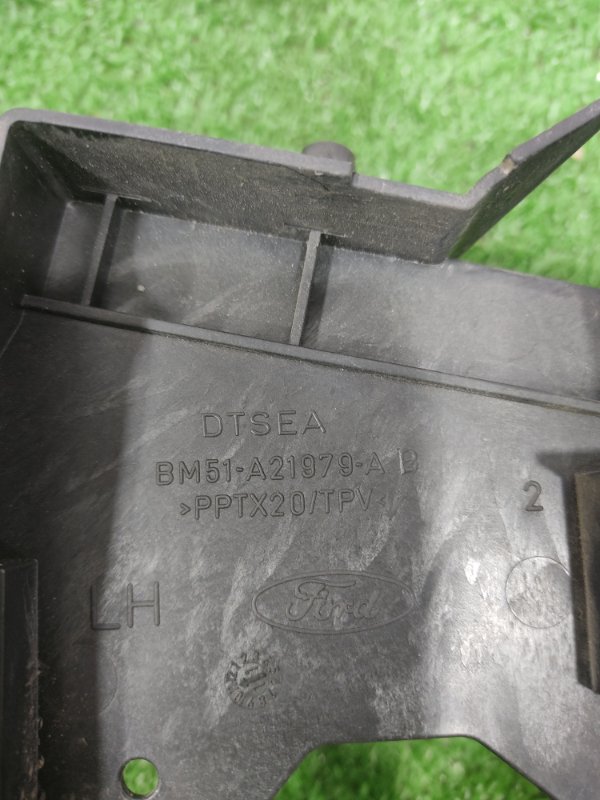 DTSEA
BM51-A21979-A B
>PPTX20/TPV<
2
LH
Ford